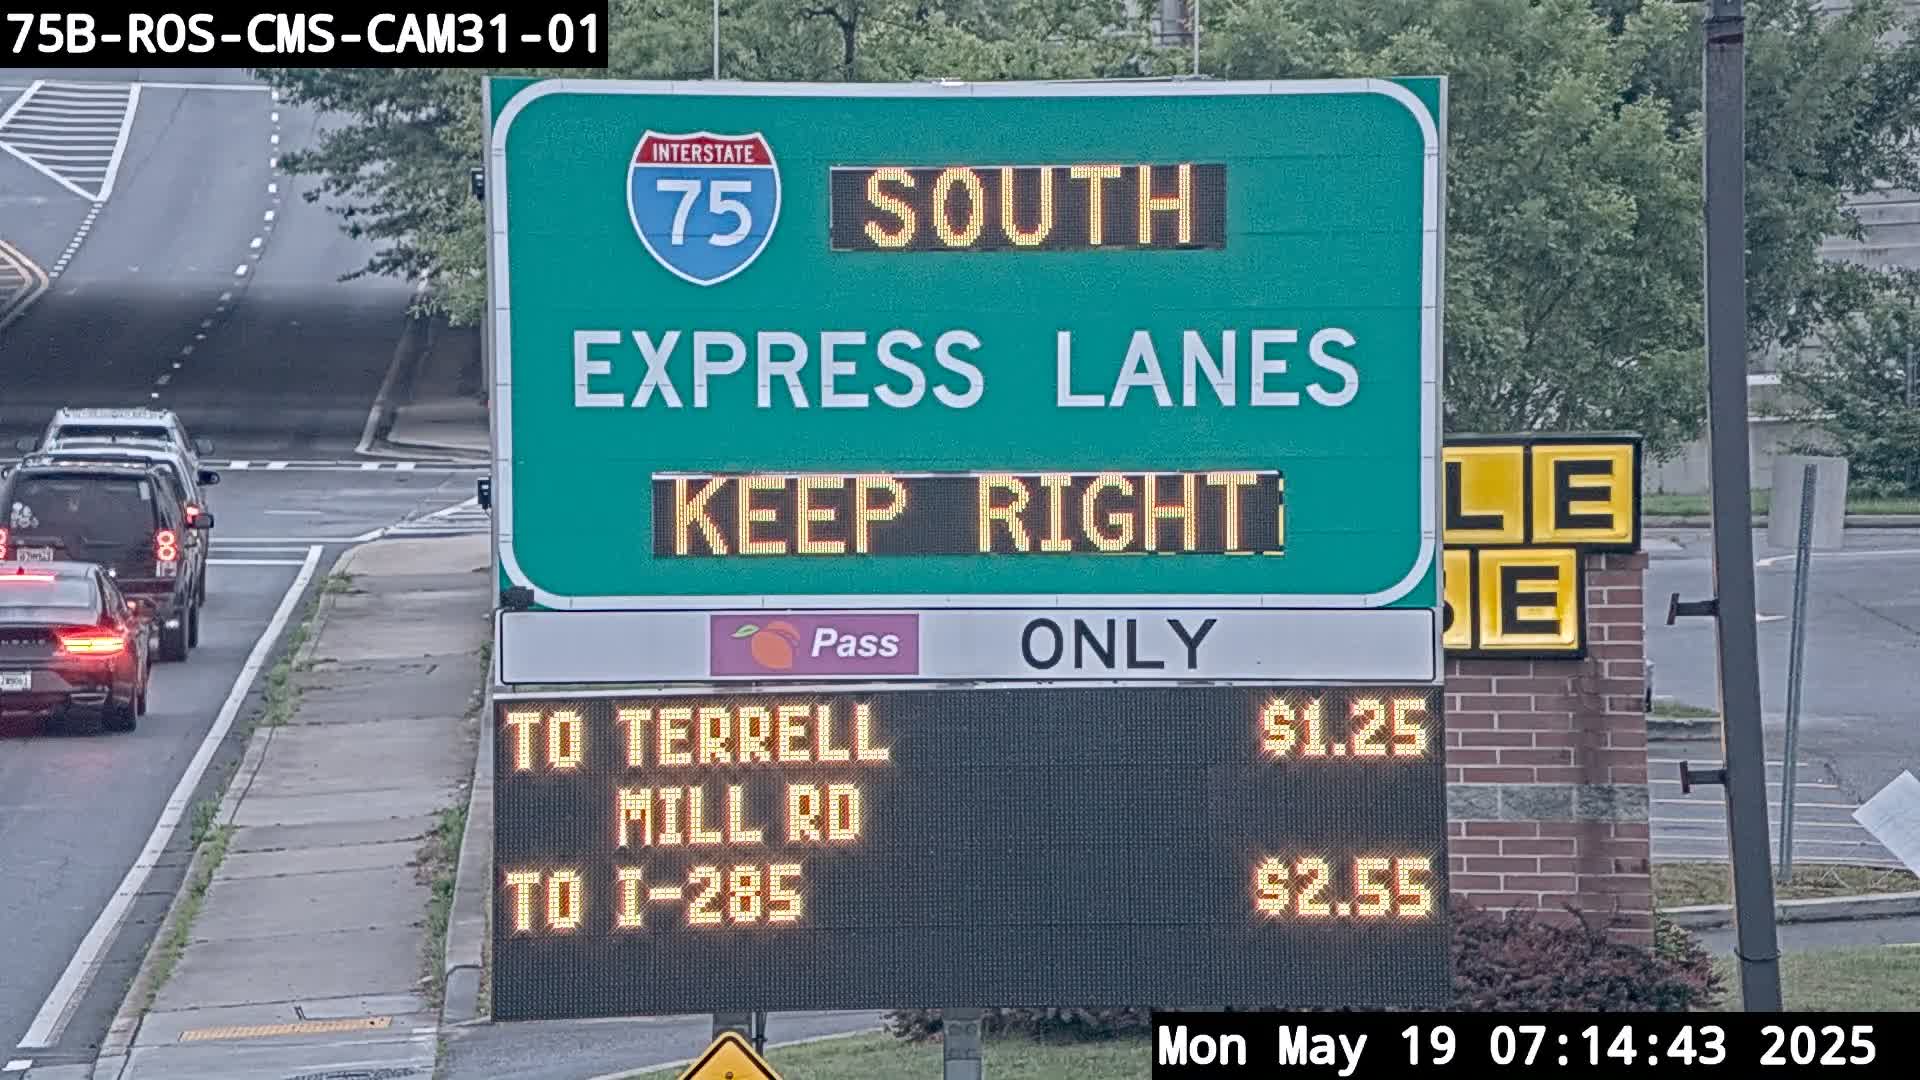 75B-ROS-CMS-CAM31-01
INTERSTATE
75
SOUTH
EXPRESS LANES
KEEP RIGHT
Pass ONLY
TO TERRELL $1.25
MILL RD
TO I-285 $2.55
LE
E
Mon May 19 07:14:43 2025